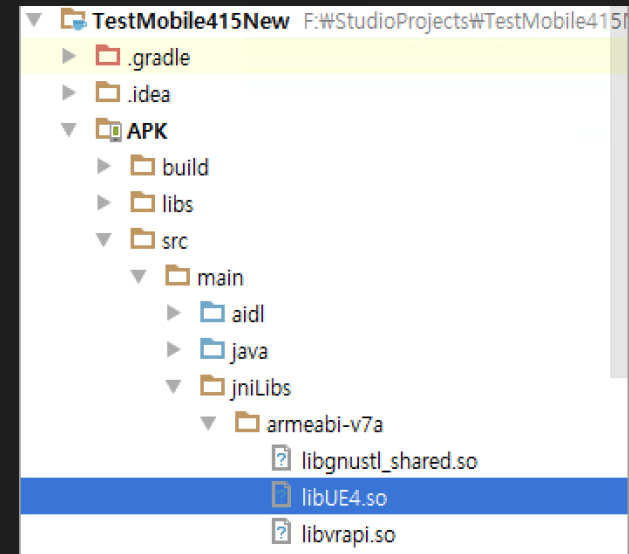 TestMobile415New F:₩StudioProjects₩TestMobile415N
.gradle
.idea
APK
build
libs
src
main
aidl
java
jniLibs
armeabi-v7a
libgnustl_shared.so
libUE4.so
libvrapi.so